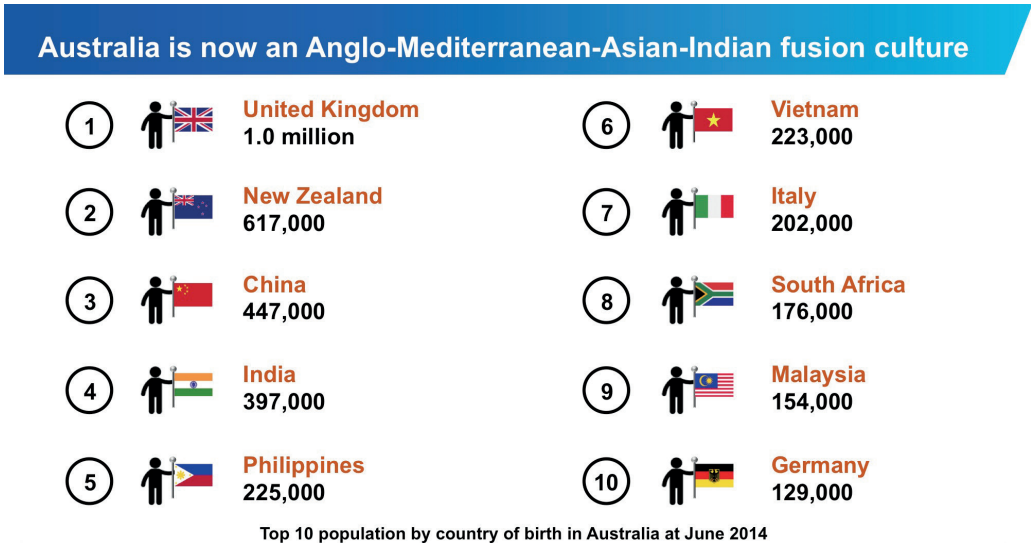 Australia is now an Anglo-Mediterranean-Asian-Indian fusion culture
1
United Kingdom
1.0 million
2
New Zealand
617,000
3
China
447,000
4
India
397,000
5
Philippines
225,000
6
Vietnam
223,000
7
Italy
202,000
8
South Africa
176,000
9
Malaysia
154,000
10
Germany
129,000
Top 10 population by country of birth in Australia at June 2014